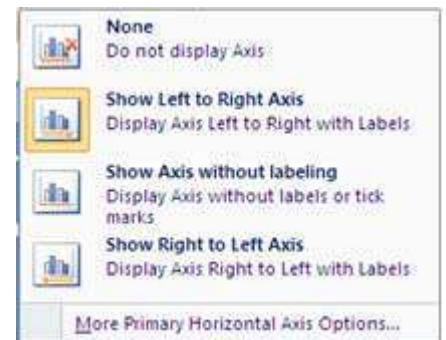 None
Do not display Axis
Show Left to Right Axis
Display Axis Left to Right with Labels
Show Axis without labeling
Display Axis without labels or tick
marks
Show Right to Left Axis
Display Axis Right to Left with Labels
More Primary Horizontal Axis Options...